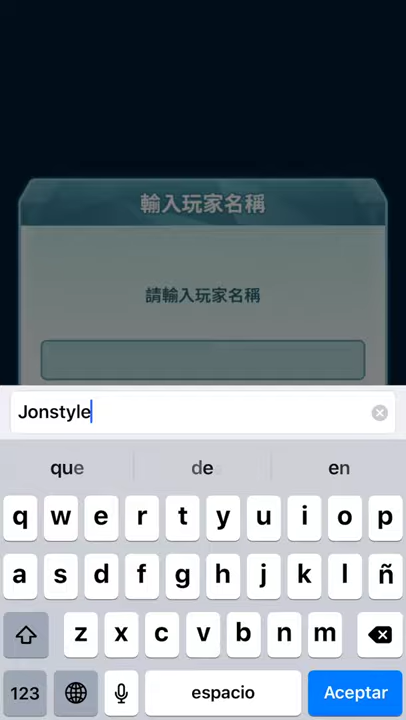 輸入玩家名稱
請輸入玩家名稱
Jonstyle
que de en
q w e r t y u i o p
a s d f g h j k l ñ
z x c v b n m
123 espacio Aceptar